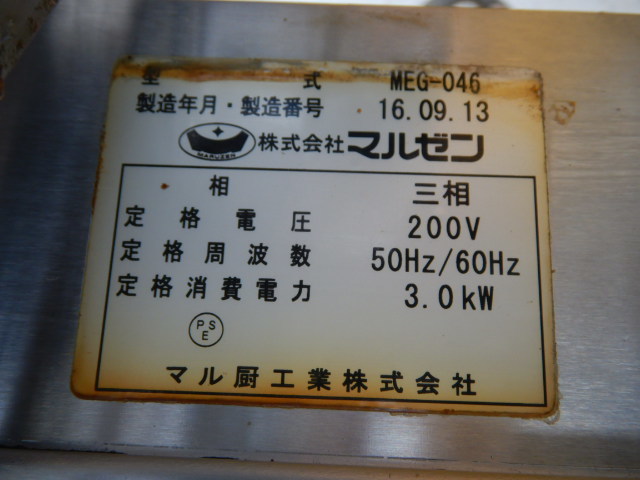 型式 MEG-046
製造年月・製造番号 16.09.13
MARUZEN 株式会社マルゼン
相 三相
定格電圧 200V
定格周波数 50Hz/60Hz
定格消費電力 3.0kW
PSE
マル厨工業株式会社